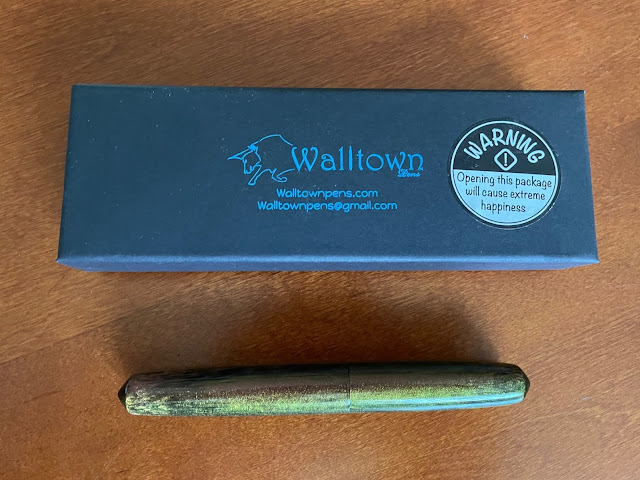 Walltown
Pens
Walltownpens.com
Walltownpens@gmail.com
WARNING
!
Opening this package
will cause extreme
happiness